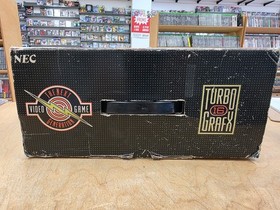 NEC
THE NEXT
VIDEO GAME
GENERATION
TURBO
16
GRAFX